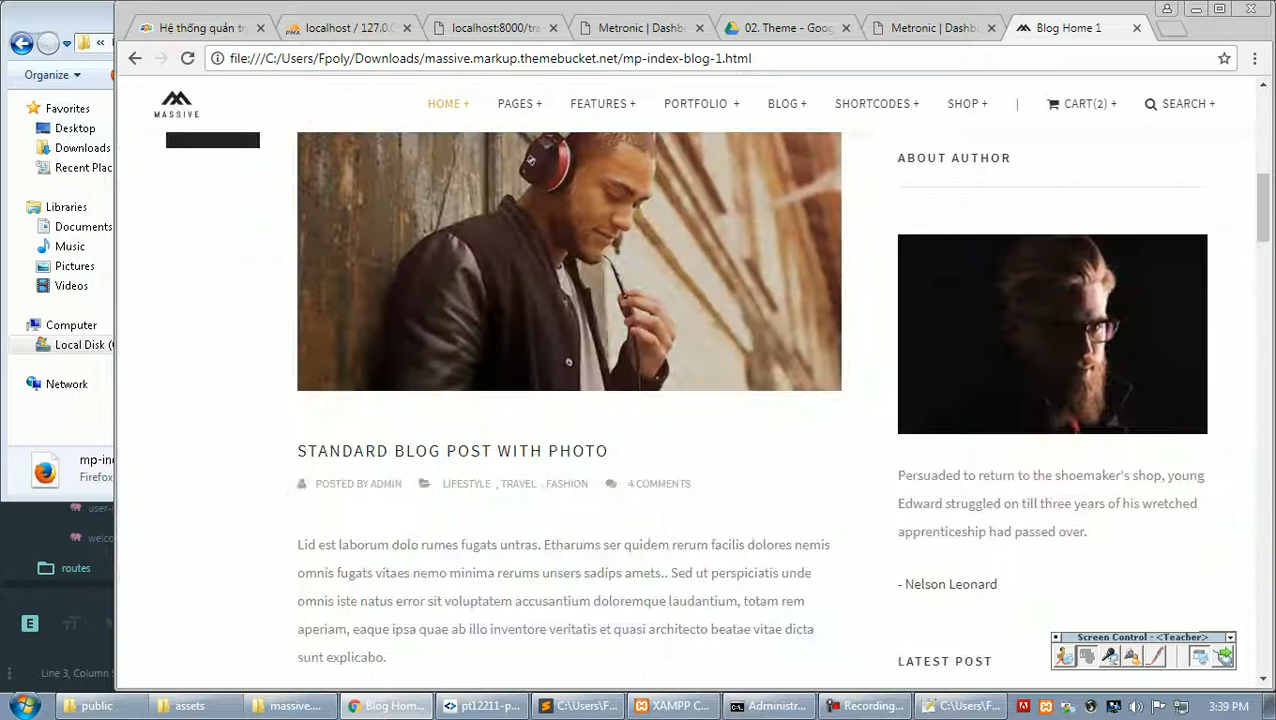 Hệ thống quản tr
localhost / 127.0.0
localhost:8000/tra
Metronic | Dashbo
02. Theme - Goog
Metronic | Dashb
Blog Home 1
file:///C:/Users/Fpoly/Downloads/massive.markup.themebucket.net/mp-index-blog-1.html
Organize
Favorites
Desktop
Downloads
Recent Plac
Libraries
Documents
Music
Pictures
Videos
Computer
Local Disk (
Network
mp-ind
Firefox
user-
welco
routes
Line 3, Column
MASSIVE
HOME + PAGES + FEATURES + PORTFOLIO + BLOG + SHORTCODES + SHOP + | CART(2) + SEARCH +
STANDARD BLOG POST WITH PHOTO
POSTED BY ADMIN LIFESTYLE , TRAVEL , FASHION 4 COMMENTS
Lid est laborum dolo rumes fugats untras. Etharums ser quidem rerum facilis dolores nemis
omnis fugats vitaes nemo minima rerums unsers sadips amets.. Sed ut perspiciatis unde
omnis iste natus error sit voluptatem accusantium doloremque laudantium, totam rem
aperiam, eaque ipsa quae ab illo inventore veritatis et quasi architecto beatae vitae dicta
sunt explicabo.
ABOUT AUTHOR
Persuaded to return to the shoemaker's shop, young
Edward struggled on till three years of his wretched
apprenticeship had passed over.
- Nelson Leonard
LATEST POST
Screen Control - <Teacher>
public
assets
massive....
Blog Hom...
pt12211-p...
C:\Users\F...
XAMPP C...
Administr...
Recording...
C:\Users\F...
3:39 PM